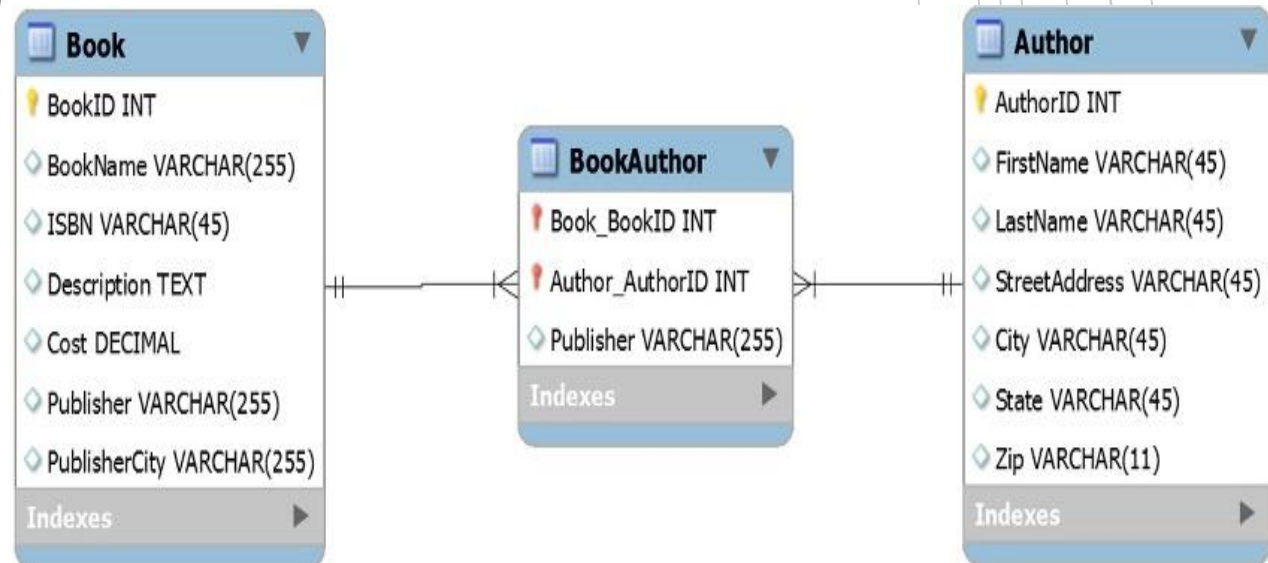 Book
BookID INT
BookName VARCHAR(255)
ISBN VARCHAR(45)
Description TEXT
Cost DECIMAL
Publisher VARCHAR(255)
PublisherCity VARCHAR(255)
Indexes
BookAuthor
Book_BookID INT
Author_AuthorID INT
Publisher VARCHAR(255)
Indexes
Author
AuthorID INT
FirstName VARCHAR(45)
LastName VARCHAR(45)
StreetAddress VARCHAR(45)
City VARCHAR(45)
State VARCHAR(45)
Zip VARCHAR(11)
Indexes